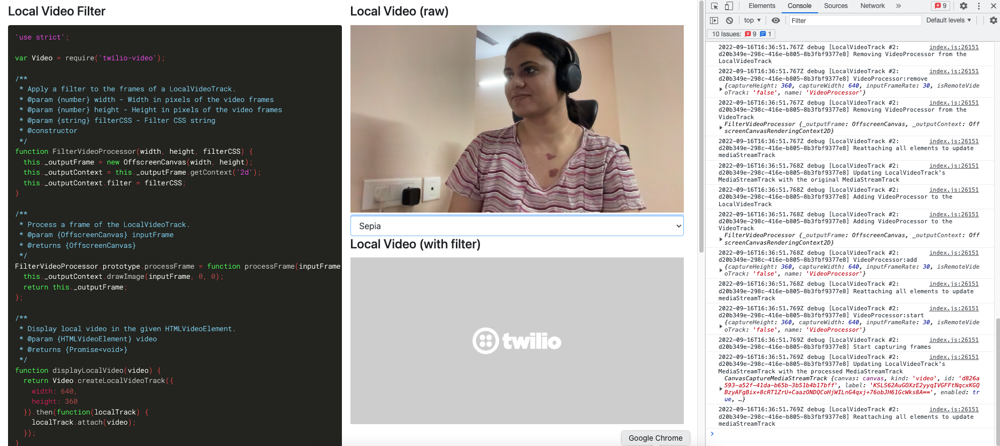 Local Video Filter
'use strict';
var Video = require('twilio-video');
/**
* Apply a filter to the frames of a LocalVideoTrack.
* @param {number} width - Width in pixels of the video frames
* @param {number} height - Height in pixels of the video frames
* @param {string} filterCSS - Filter CSS string
* @constructor
*/
function FilterVideoProcessor(width, height, filterCSS) {
this._outputFrame = new OffscreenCanvas(width, height);
this._outputContext = this._outputFrame.getContext('2d');
this._outputContext.filter = filterCSS;
}
/**
* Process a frame of the LocalVideoTrack.
* @param {OffscreenCanvas} inputFrame
* @returns {OffscreenCanvas}
*/
FilterVideoProcessor.prototype.processFrame = function processFrame(inputFrame
this._outputContext.drawImage(inputFrame, 0, 0);
return this._outputFrame;
};
/**
* Display local video in the given HTMLVideoElement.
* @param {HTMLVideoElement} video
* @returns {Promise<void>}
*/
function displayLocalVideo(video) {
return Video.createLocalVideoTrack({
width: 640,
height: 360
}).then(function(localTrack) {
localTrack.attach(video);
});
}
Local Video (raw)
Sepia
Local Video (with filter)
twilio
Google Chrome
Elements Console Sources Network » 9
top Filter Default levels
10 Issues: 9 1
2022-09-16T16:36:51.767Z debug [LocalVideoTrack #2: index.js:26151
d20b349e-298c-416e-b805-8b3fbf9377e8] Removing VideoProcessor from the
LocalVideoTrack
2022-09-16T16:36:51.767Z debug [LocalVideoTrack #2: index.js:26151
d20b349e-298c-416e-b805-8b3fbf9377e8] VideoProcessor:remove
{captureHeight: 360, captureWidth: 640, inputFrameRate: 30, isRemoteVide
oTrack: 'false', name: 'VideoProcessor'}
2022-09-16T16:36:51.767Z debug [LocalVideoTrack #2: index.js:26151
d20b349e-298c-416e-b805-8b3fbf9377e8] Removing VideoProcessor from the
VideoTrack
FilterVideoProcessor {_outputFrame: OffscreenCanvas, _outputContext: Off
screenCanvasRenderingContext2D}
2022-09-16T16:36:51.767Z debug [LocalVideoTrack #2: index.js:26151
d20b349e-298c-416e-b805-8b3fbf9377e8] Reattaching all elements to update
mediaStreamTrack
2022-09-16T16:36:51.768Z debug [LocalVideoTrack #2: index.js:26151
d20b349e-298c-416e-b805-8b3fbf9377e8] Updating LocalVideoTrack's
MediaStreamTrack with the original MediaStreamTrack
2022-09-16T16:36:51.768Z debug [LocalVideoTrack #2: index.js:26151
d20b349e-298c-416e-b805-8b3fbf9377e8] Adding VideoProcessor to the
LocalVideoTrack
2022-09-16T16:36:51.768Z debug [LocalVideoTrack #2: index.js:26151
d20b349e-298c-416e-b805-8b3fbf9377e8] Adding VideoProcessor to the
VideoTrack
FilterVideoProcessor {_outputFrame: OffscreenCanvas, _outputContext: Off
screenCanvasRenderingContext2D}
2022-09-16T16:36:51.768Z debug [LocalVideoTrack #2: index.js:26151
d20b349e-298c-416e-b805-8b3fbf9377e8] VideoProcessor:add
{captureHeight: 360, captureWidth: 640, inputFrameRate: 30, isRemoteVide
oTrack: 'false', name: 'VideoProcessor'}
2022-09-16T16:36:51.768Z debug [LocalVideoTrack #2: index.js:26151
d20b349e-298c-416e-b805-8b3fbf9377e8] Reattaching all elements to update
mediaStreamTrack
2022-09-16T16:36:51.769Z debug [LocalVideoTrack #2: index.js:26151
d20b349e-298c-416e-b805-8b3fbf9377e8] VideoProcessor:start
{captureHeight: 360, captureWidth: 640, inputFrameRate: 30, isRemoteVide
oTrack: 'false', name: 'VideoProcessor'}
2022-09-16T16:36:51.769Z debug [LocalVideoTrack #2: index.js:26151
d20b349e-298c-416e-b805-8b3fbf9377e8] Start capturing frames
2022-09-16T16:36:51.769Z debug [LocalVideoTrack #2: index.js:26151
d20b349e-298c-416e-b805-8b3fbf9377e8] Updating LocalVideoTrack's
MediaStreamTrack with the processed MediaStreamTrack
CanvasCaptureMediaStreamTrack {canvas: canvas, kind: 'video', id: 'd826a
593-a52f-41da-b65b-3b51b4b17bff', label: 'KSLS62AuGOXzE2yyqIVGFFtNqcxKGQ
BzyAFgBix+8cRT1ZrU+CaazONDQCoHjWILnG4qxj+76obJH61GcWks8A==', enabled: tr
ue, …}
2022-09-16T16:36:51.769Z debug [LocalVideoTrack #2: index.js:26151
d20b349e-298c-416e-b805-8b3fbf9377e8] Reattaching all elements to update
mediaStreamTrack